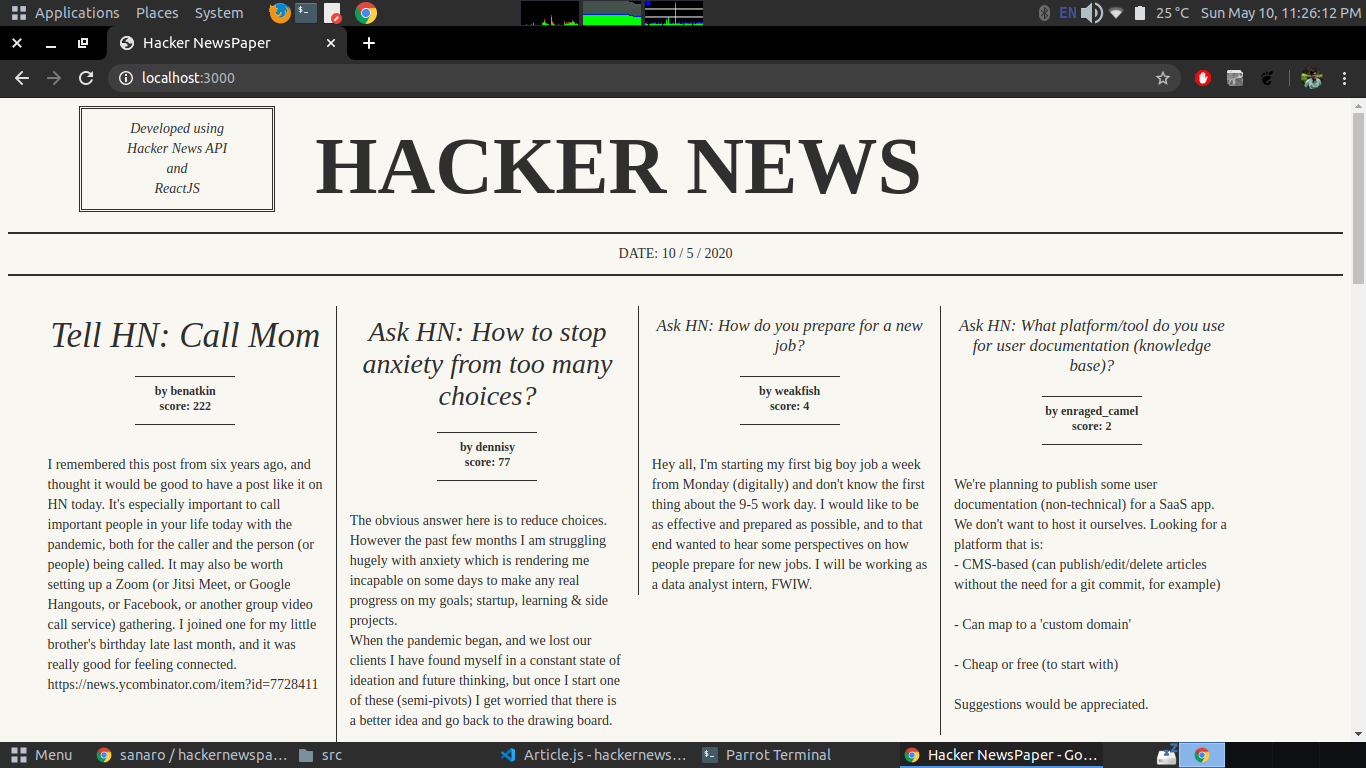 Applications Places System
EN 25 °C Sun May 10, 11:26:12 PM
Hacker NewsPaper
localhost:3000
Developed using
Hacker News API
and
ReactJS
HACKER NEWS
DATE: 10 / 5 / 2020
Tell HN: Call Mom
by benatkin
score: 222
I remembered this post from six years ago, and
thought it would be good to have a post like it on
HN today. It's especially important to call
important people in your life today with the
pandemic, both for the caller and the person (or
people) being called. It may also be worth
setting up a Zoom (or Jitsi Meet, or Google
Hangouts, or Facebook, or another group video
call service) gathering. I joined one for my little
brother's birthday late last month, and it was
really good for feeling connected.
https://news.ycombinator.com/item?id=7728411
Ask HN: How to stop
anxiety from too many
choices?
by dennisy
score: 77
The obvious answer here is to reduce choices.
However the past few months I am struggling
hugely with anxiety which is rendering me
incapable on some days to make any real
progress on my goals; startup, learning & side
projects.
When the pandemic began, and we lost our
clients I have found myself in a constant state of
ideation and future thinking, but once I start one
of these (semi-pivots) I get worried that there is
a better idea and go back to the drawing board.
Ask HN: How do you prepare for a new
job?
by weakfish
score: 4
Hey all, I'm starting my first big boy job a week
from Monday (digitally) and don't know the first
thing about the 9-5 work day. I would like to be
as effective and prepared as possible, and to that
end wanted to hear some perspectives on how
people prepare for new jobs. I will be working as
a data analyst intern, FWIW.
Ask HN: What platform/tool do you use
for user documentation (knowledge
base)?
by enraged_camel
score: 2
We're planning to publish some user
documentation (non-technical) for a SaaS app.
We don't want to host it ourselves. Looking for a
platform that is:
- CMS-based (can publish/edit/delete articles
without the need for a git commit, for example)
- Can map to a 'custom domain'
- Cheap or free (to start with)
Suggestions would be appreciated.
Menu sanaro / hackernewspa... src Article.js - hackernews... Parrot Terminal Hacker NewsPaper - Go...